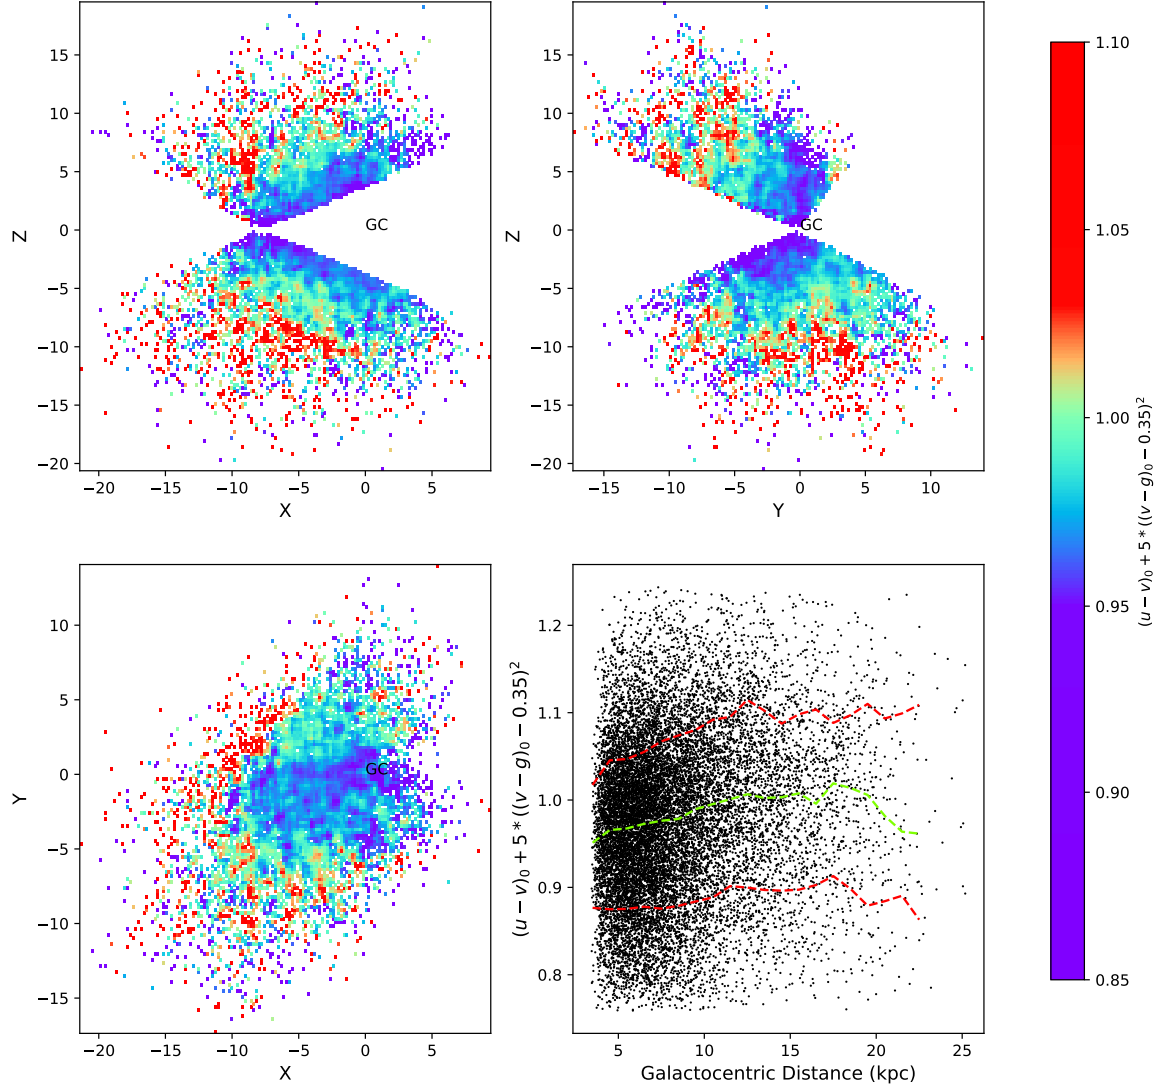 15
10
5
0
−5
−10
−15
−20
Z
GC
−20 −15 −10 −5 0 5
X
15
10
5
0
−5
−10
−15
−20
Z
GC
−15 −10 −5 0 5 10
Y
10
5
0
−5
−10
−15
Y
GC
−20 −15 −10 −5 0 5
X
1.2
1.1
1.0
0.9
0.8
(u − v)₀ + 5 * ((v − g)₀ − 0.35)²
5 10 15 20 25
Galactocentric Distance (kpc)
1.10
1.05
1.00
0.95
0.90
0.85
(u − v)₀ + 5 * ((v − g)₀ − 0.35)²